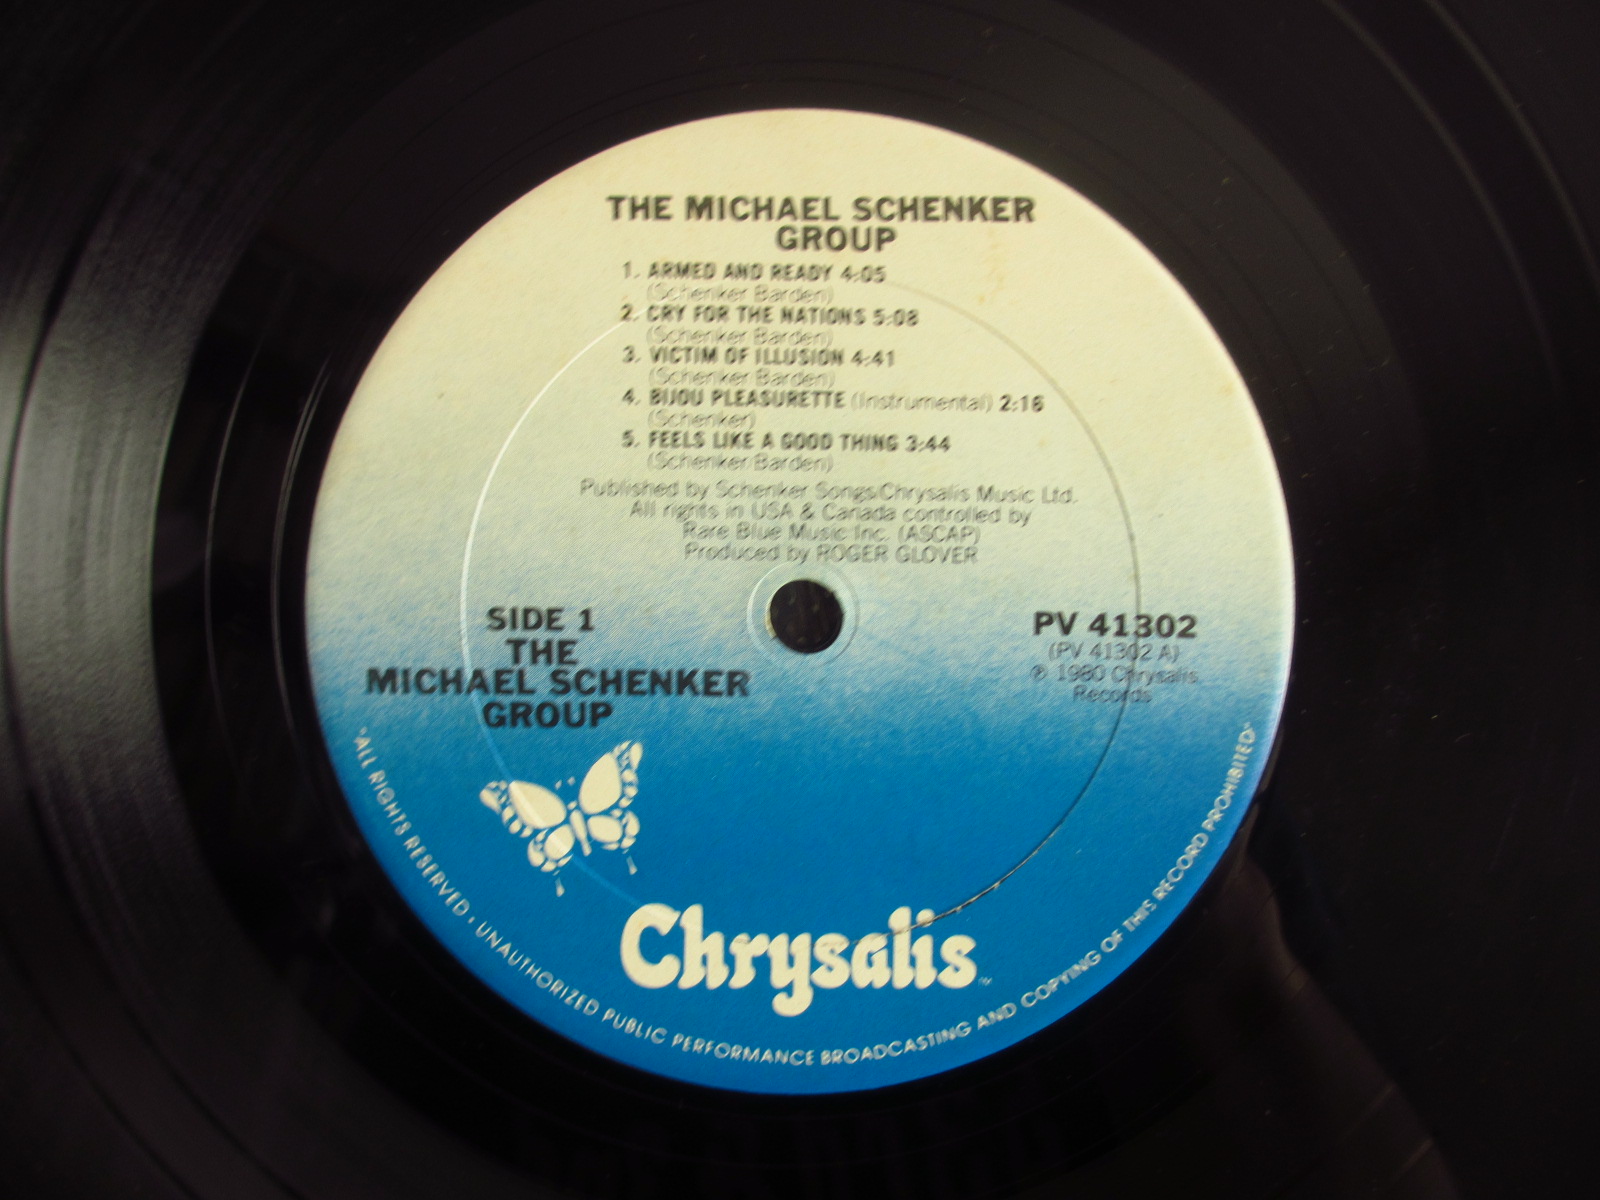 THE MICHAEL SCHENKER
GROUP
1. ARMED AND READY 4:05
(Schenker Barden)
2. CRY FOR THE NATIONS 5:08
(Schenker Barden)
3. VICTIM OF ILLUSION 4:41
(Schenker Barden)
4. BIJOU PLEASURETTE (Instrumental) 2:16
(Schenker)
5. FEELS LIKE A GOOD THING 3:44
(Schenker/Barden)
Published by Schenker Songs/Chrysalis Music Ltd.
All rights in USA & Canada controlled by
Rare Blue Music Inc. (ASCAP)
Produced by ROGER GLOVER
SIDE 1
THE
MICHAEL SCHENKER
GROUP
PV 41302
(PV 41302 A)
℗ 1980 Chrysalis
Records
Chrysalis™
"ALL RIGHTS RESERVED · UNAUTHORIZED PUBLIC PERFORMANCE BROADCASTING AND COPYING OF THIS RECORD PROHIBITED"